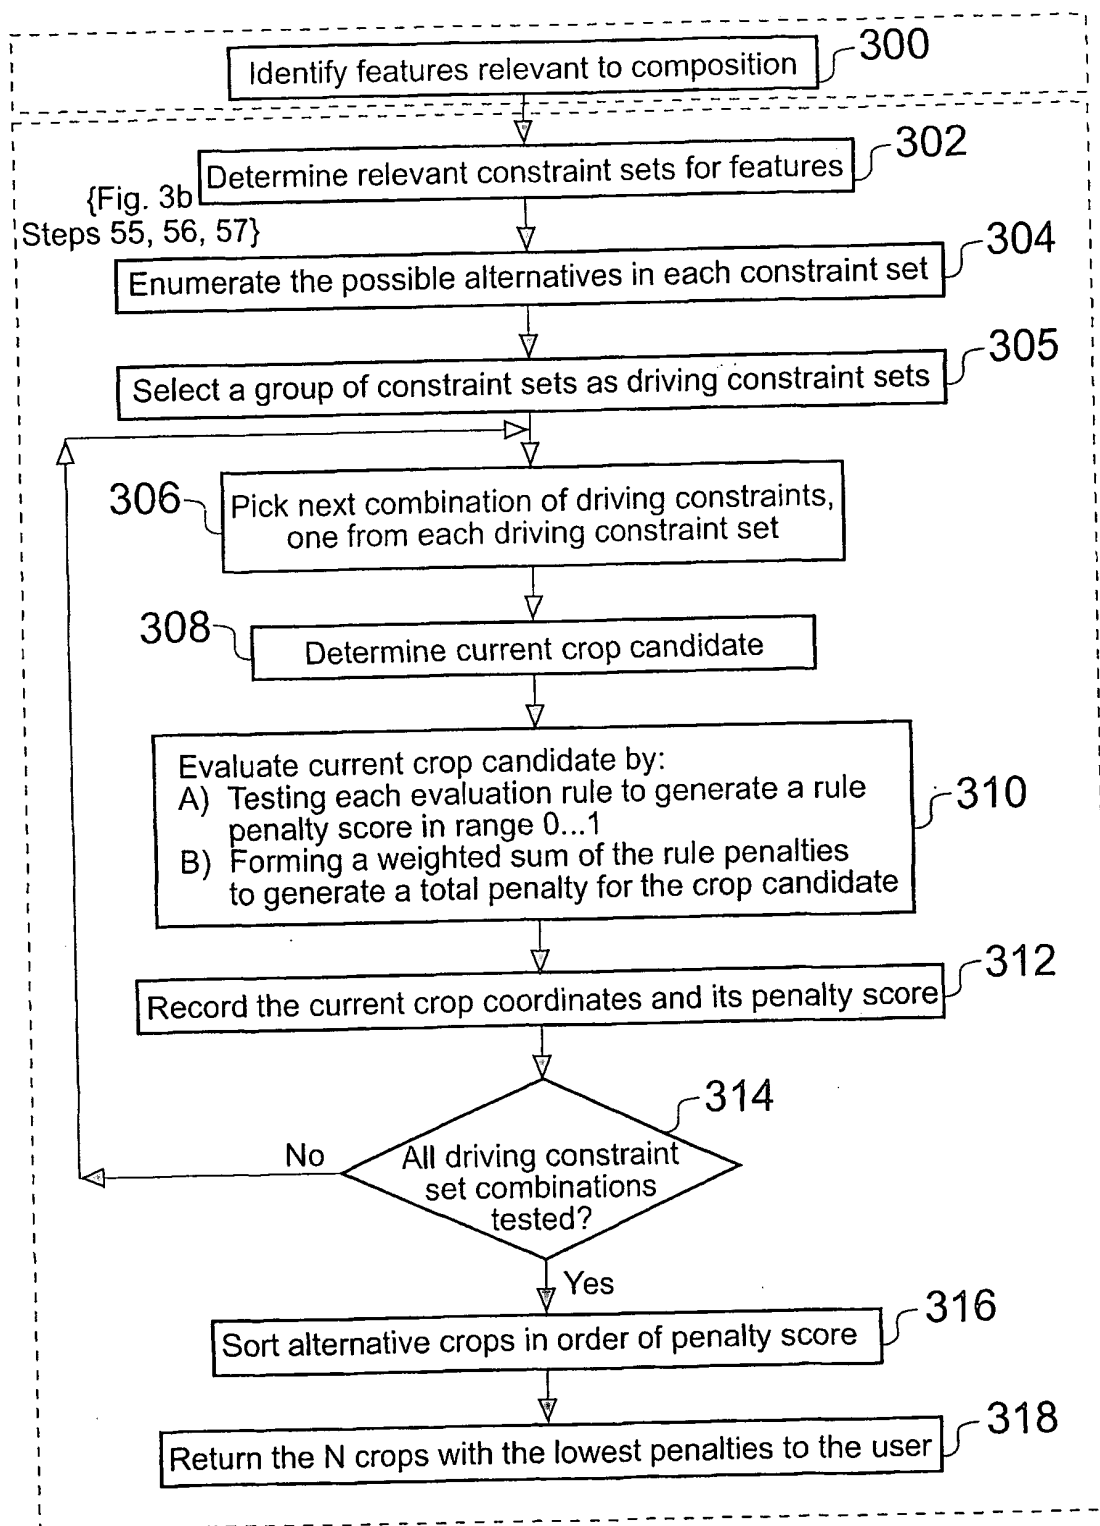 Identify features relevant to composition
300
Determine relevant constraint sets for features
302
{Fig. 3b
Steps 55, 56, 57}
Enumerate the possible alternatives in each constraint set
304
Select a group of constraint sets as driving constraint sets
305
306
Pick next combination of driving constraints,
one from each driving constraint set
308
Determine current crop candidate
Evaluate current crop candidate by:
A) Testing each evaluation rule to generate a rule
penalty score in range 0...1
B) Forming a weighted sum of the rule penalties
to generate a total penalty for the crop candidate
310
Record the current crop coordinates and its penalty score
312
314
No
All driving constraint
set combinations
tested?
Yes
Sort alternative crops in order of penalty score
316
Return the N crops with the lowest penalties to the user
318